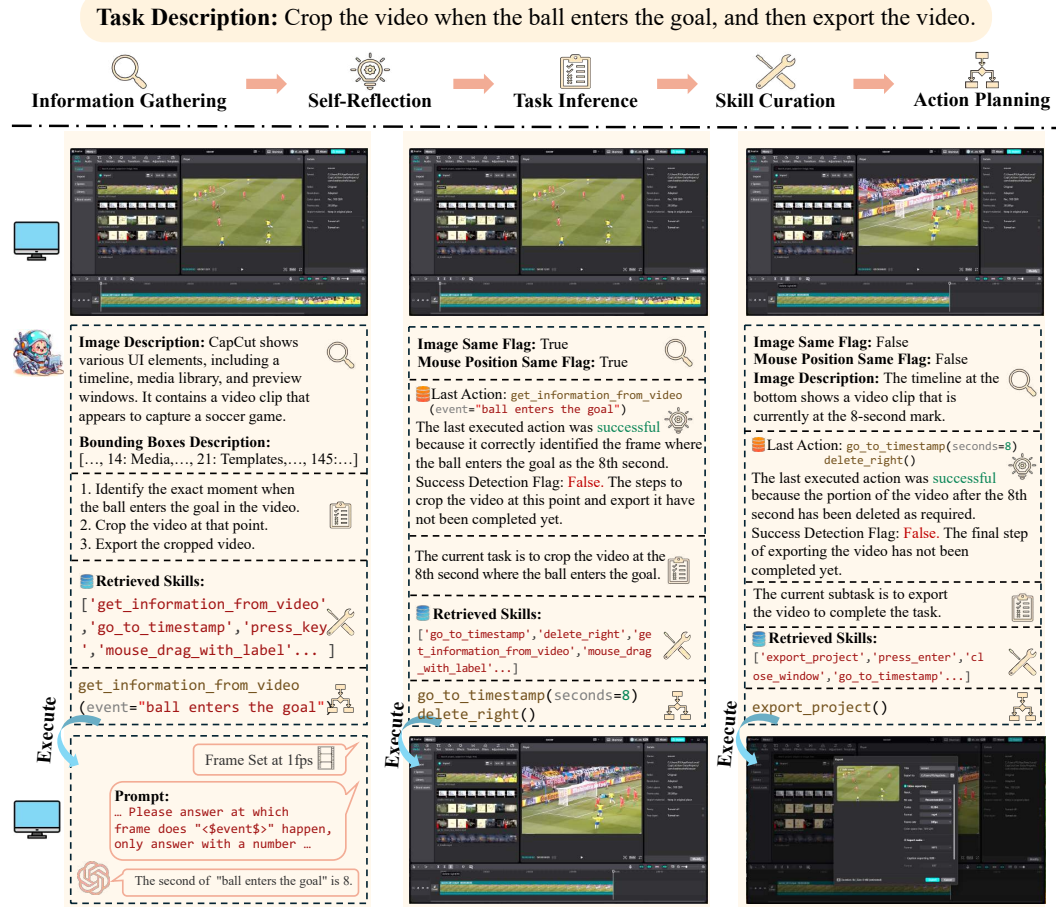 Task Description: Crop the video when the ball enters the goal, and then export the video.
Information Gathering
Self-Reflection
Task Inference
Skill Curation
Action Planning
Image Description: CapCut shows
various UI elements, including a
timeline, media library, and preview
windows. It contains a video clip that
appears to capture a soccer game.
Bounding Boxes Description:
[…, 14: Media,…, 21: Templates,…, 145:…]
1. Identify the exact moment when
the ball enters the goal in the video.
2. Crop the video at that point.
3. Export the cropped video.
Retrieved Skills:
['get_information_from_video'
,'go_to_timestamp','press_key
','mouse_drag_with_label'... ]
get_information_from_video
(event="ball enters the goal")
Execute
Frame Set at 1fps
Prompt:
… Please answer at which
frame does "<$event$>" happen,
only answer with a number …
The second of "ball enters the goal" is 8.
Image Same Flag: True
Mouse Position Same Flag: True
Last Action: get_information_from_video
(event="ball enters the goal")
The last executed action was successful
because it correctly identified the frame where
the ball enters the goal as the 8th second.
Success Detection Flag: False. The steps to
crop the video at this point and export it have
not been completed yet.
The current task is to crop the video at the
8th second where the ball enters the goal.
Retrieved Skills:
['go_to_timestamp','delete_right','ge
t_information_from_video','mouse_drag
_with_label'...]
go_to_timestamp(seconds=8)
delete_right()
Execute
Image Same Flag: False
Mouse Position Same Flag: False
Image Description: The timeline at the
bottom shows a video clip that is
currently at the 8-second mark.
Last Action: go_to_timestamp(seconds=8)
delete_right()
The last executed action was successful
because the portion of the video after the 8th
second has been deleted as required.
Success Detection Flag: False. The final step
of exporting the video has not been
completed yet.
The current subtask is to export
the video to complete the task.
Retrieved Skills:
['export_project','press_enter','cl
ose_window','go_to_timestamp'...]
export_project()
Execute